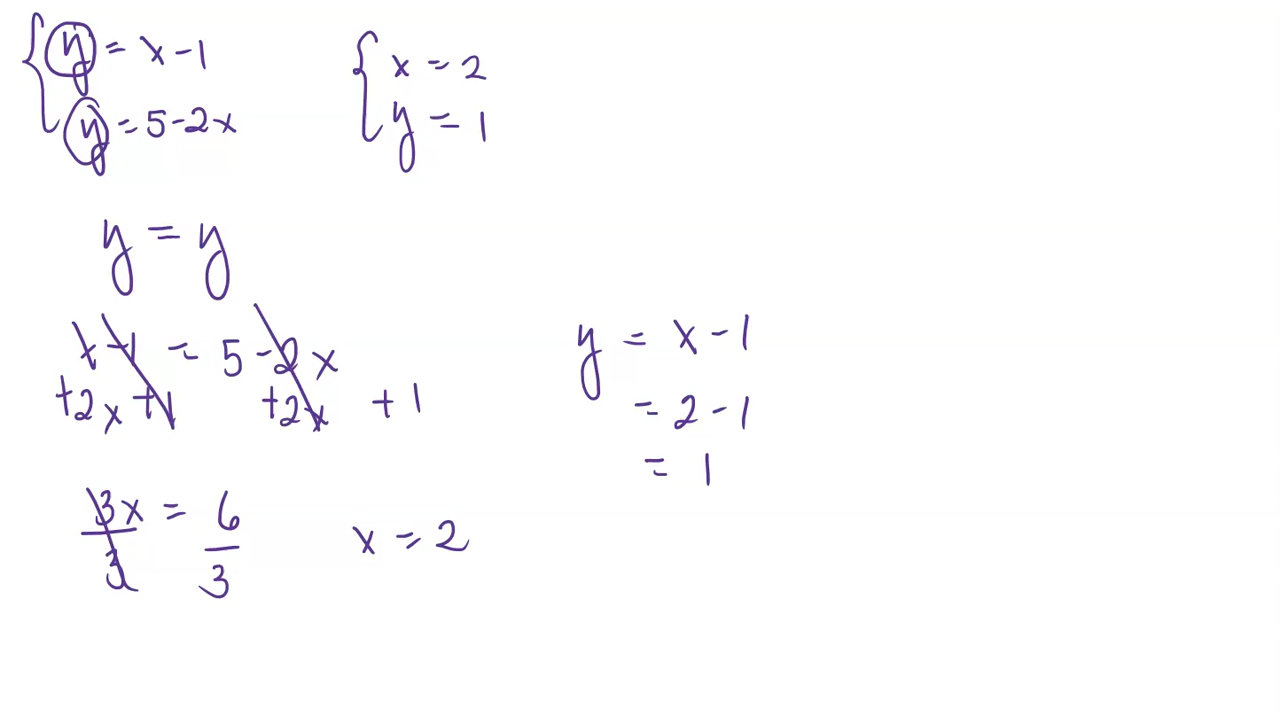 y = x - 1
y = 5 - 2x
x = 2
y = 1
y = y
x - 1 = 5 - 2x
+2x +1 +2x + 1
3x = 6
3 3
x = 2
y = x - 1
= 2 - 1
= 1